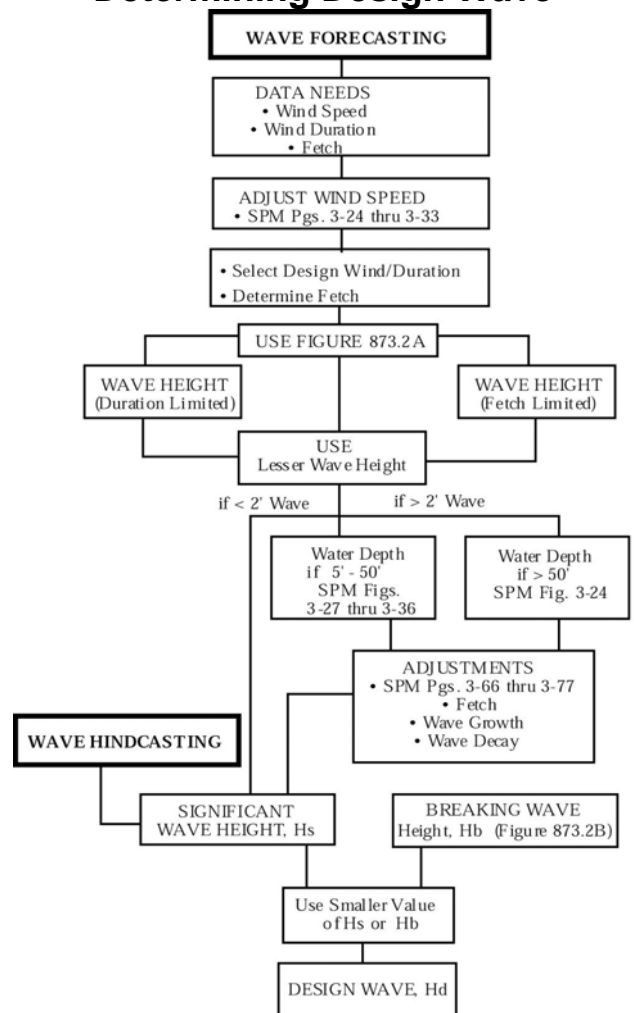 Determining Design Wave
WAVE FORECASTING
DATA NEEDS
• Wind Speed
• Wind Duration
• Fetch
ADJUST WIND SPEED
• SPM Pgs. 3-24 thru 3-33
• Select Design Wind/Duration
• Determine Fetch
USE FIGURE 873.2A
WAVE HEIGHT
(Duration Limited)
WAVE HEIGHT
(Fetch Limited)
USE
Lesser Wave Height
if < 2' Wave
if > 2' Wave
Water Depth
if 5' - 50'
SPM Figs.
3-27 thru 3-36
Water Depth
if > 50'
SPM Fig. 3-24
ADJUSTMENTS
• SPM Pgs. 3-66 thru 3-77
• Fetch
• Wave Growth
• Wave Decay
WAVE HINDCASTING
SIGNIFICANT
WAVE HEIGHT, Hs
BREAKING WAVE
Height, Hb (Figure 873.2B)
Use Smaller Value
of Hs or Hb
DESIGN WAVE, Hd